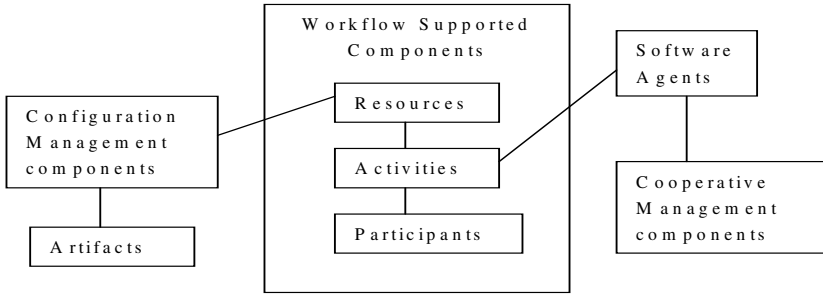 Workflow Supported
Components
Resources
Activities
Participants
Configuration
Management
components
Artifacts
Software
Agents
Cooperative
Management
components